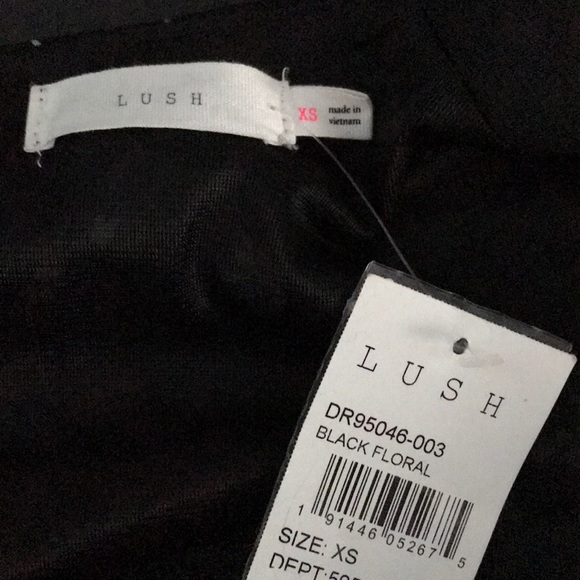 LUSH
XS made in
vietnam
LUSH
DR95046-003
BLACK FLORAL
1 91446 05267 5
SIZE: XS